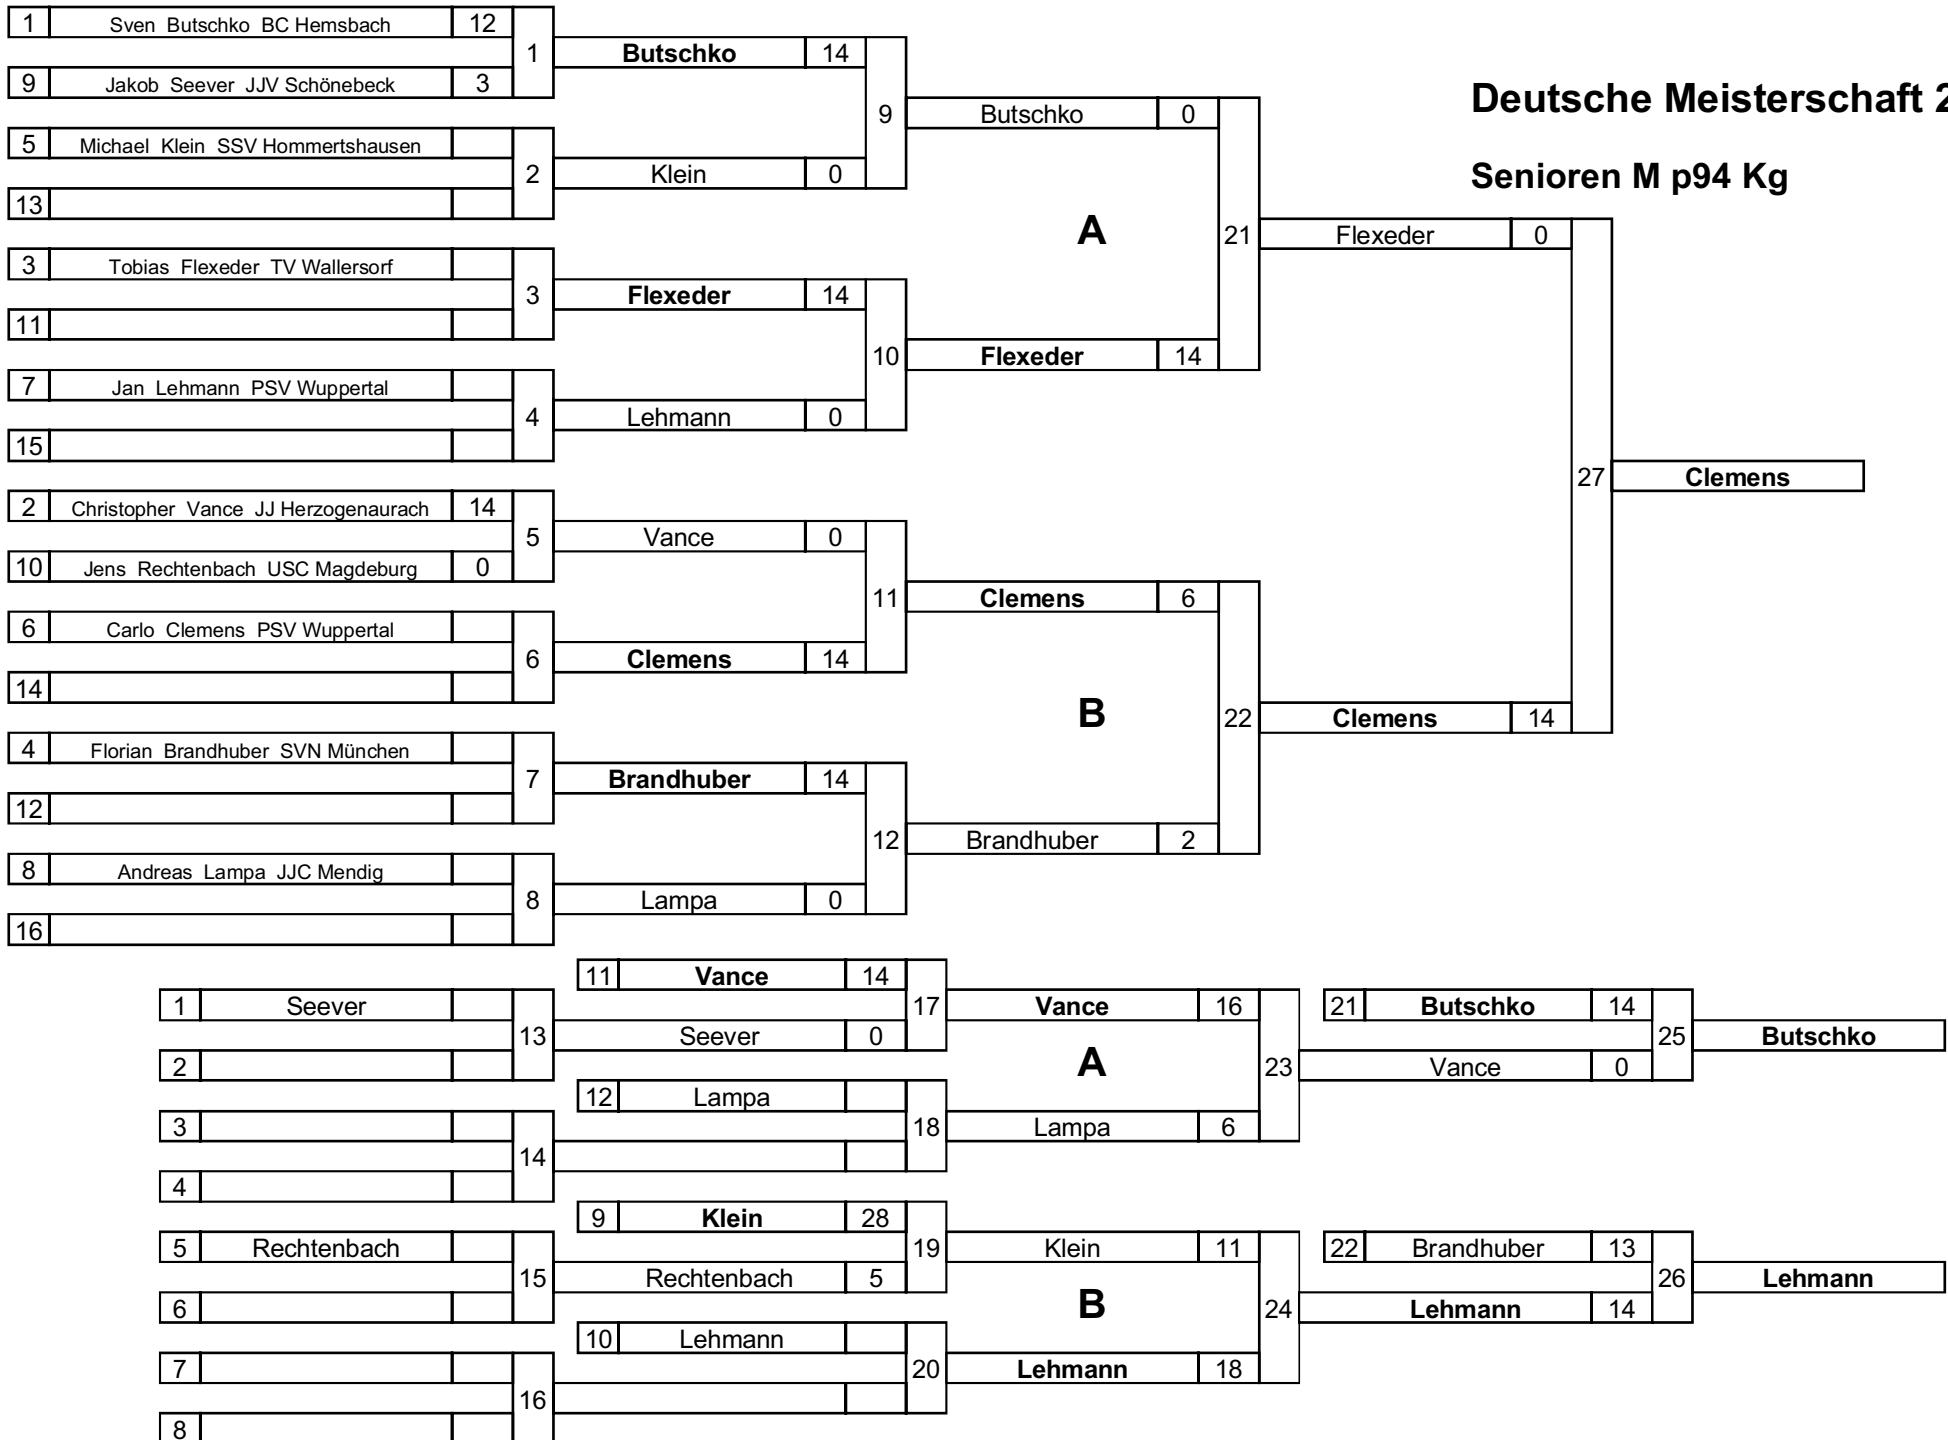 Deutsche Meisterschaft 2
Senioren M p94 Kg
1 Sven Butschko BC Hemsbach 12
9 Jakob Seever JJV Schönebeck 3
1
5 Michael Klein SSV Hommertshausen
13
2
3 Tobias Flexeder TV Wallersorf
11
3
7 Jan Lehmann PSV Wuppertal
15
4
2 Christopher Vance JJ Herzogenaurach 14
10 Jens Rechtenbach USC Magdeburg 0
5
6 Carlo Clemens PSV Wuppertal
14
6
4 Florian Brandhuber SVN München
12
7
8 Andreas Lampa JJC Mendig
16
8
Butschko 14
Klein 0
9
Flexeder 14
Lehmann 0
10
Vance 0
Clemens 14
11
Brandhuber 14
Lampa 0
12
Butschko 0
A
Flexeder 14
21
Clemens 6
B
Brandhuber 2
22
Flexeder 0
Clemens 14
27
Clemens
1 Seever
2
13
3
4
14
5 Rechtenbach
6
15
7
8
16
11 Vance 14
Seever 0
17
12 Lampa
18
9 Klein 28
Rechtenbach 5
19
10 Lehmann
20
Vance 16
A
Lampa 6
23
Klein 11
B
Lehmann 18
24
21 Butschko 14
Vance 0
25
Butschko
22 Brandhuber 13
Lehmann 14
26
Lehmann